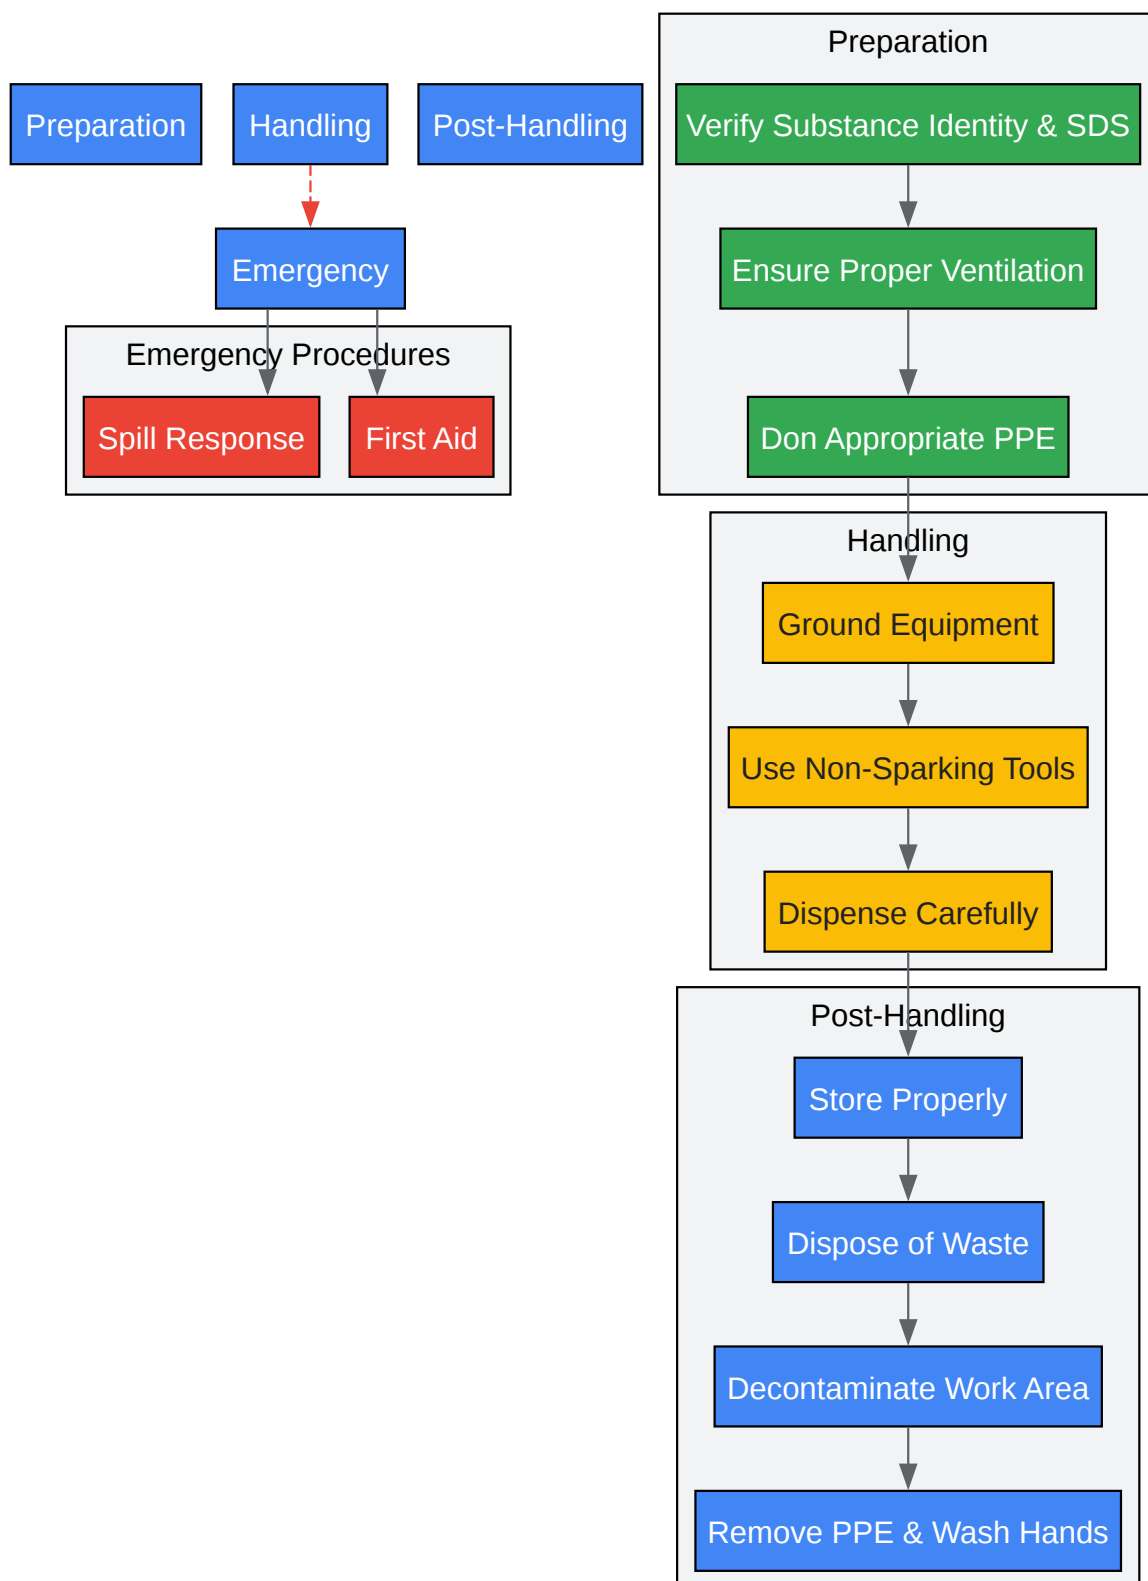 Preparation
Handling
Post-Handling
Emergency
Emergency Procedures
Spill Response
First Aid
Preparation
Verify Substance Identity & SDS
Ensure Proper Ventilation
Don Appropriate PPE
Handling
Ground Equipment
Use Non-Sparking Tools
Dispense Carefully
Post-Handling
Store Properly
Dispose of Waste
Decontaminate Work Area
Remove PPE & Wash Hands